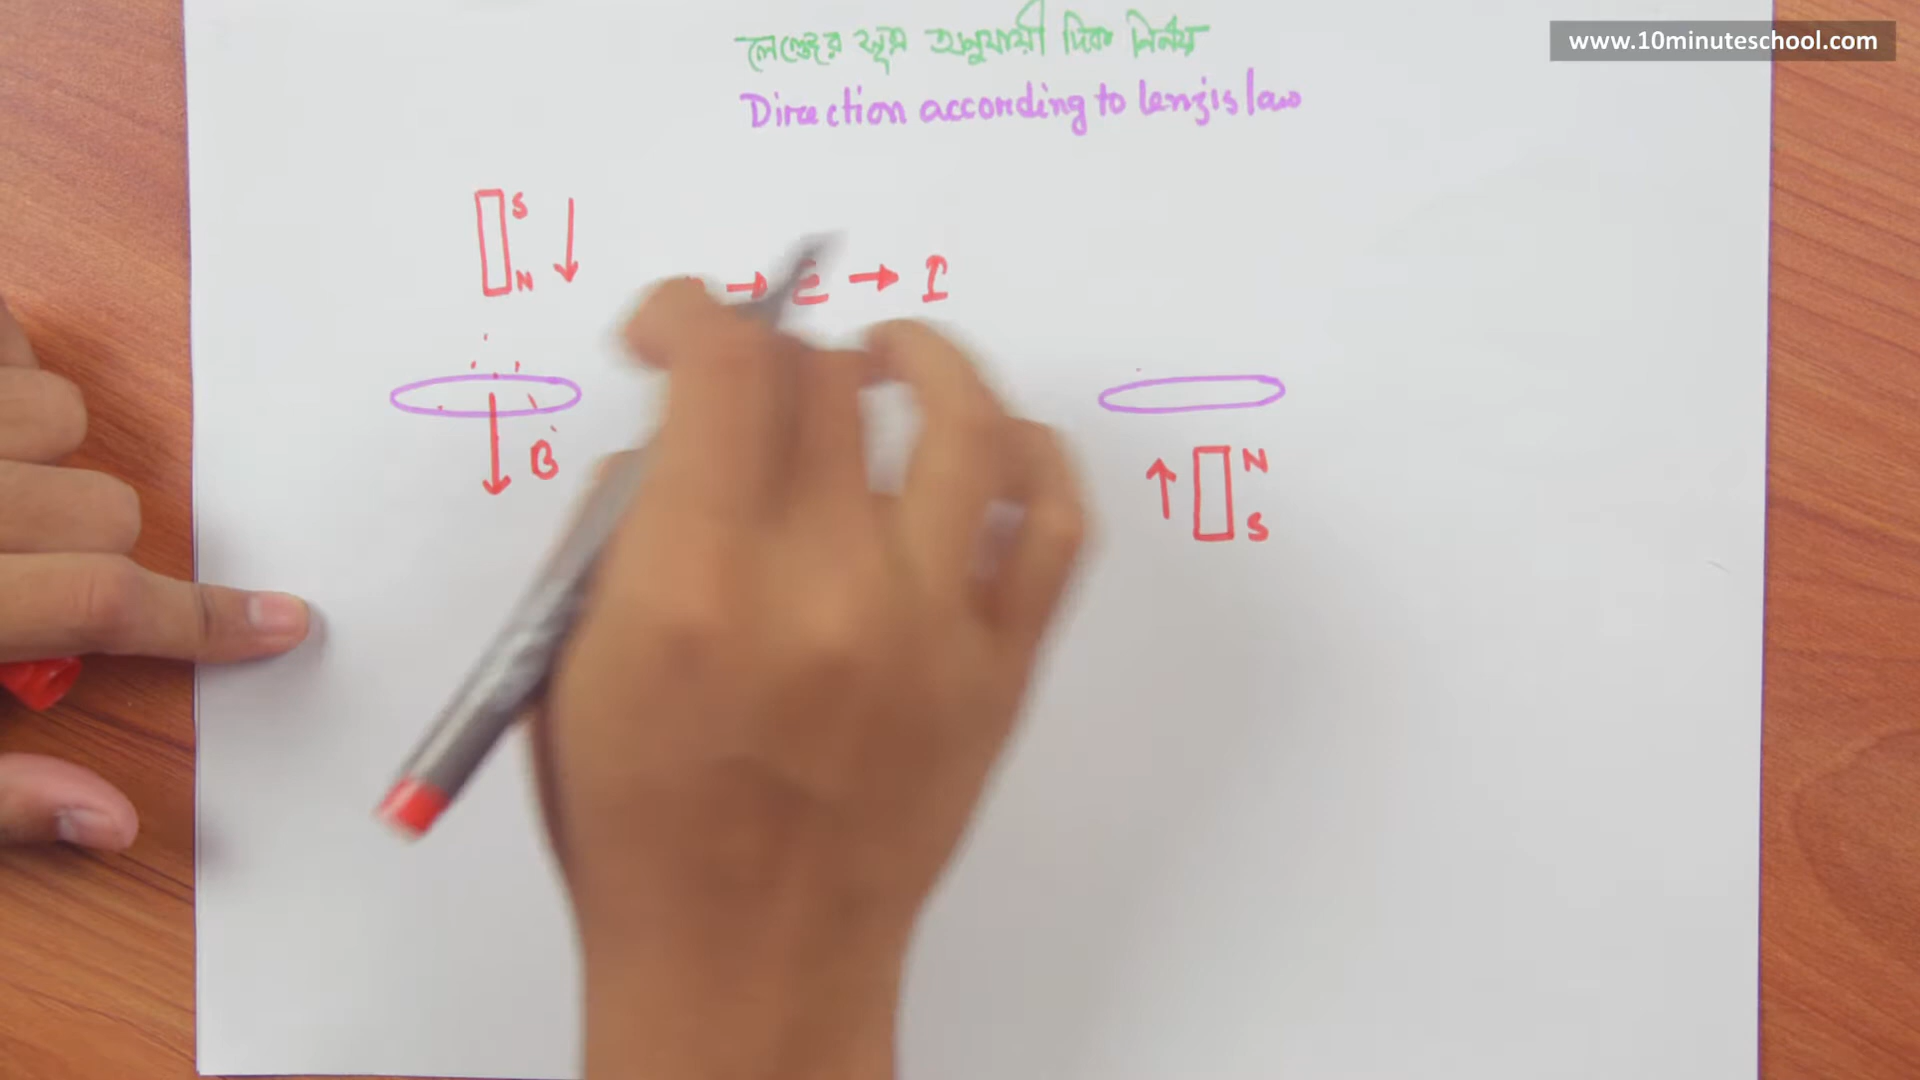 www.10minuteschool.com
লেঞ্জের সূত্র অনুযায়ী দিক নির্ণয়
Direction according to lenz's law
S
N
→ ε → I
B
N
S